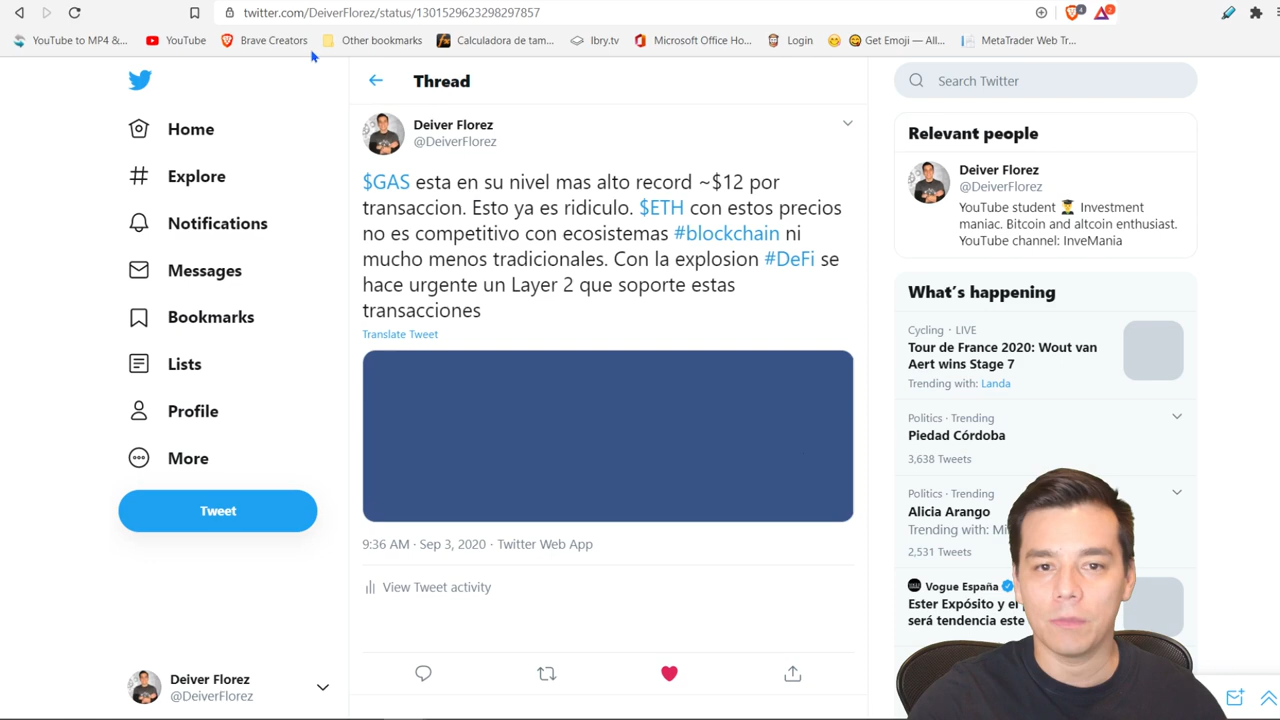 twitter.com/DeiverFlorez/status/1301529623298297857
4
2
YouTube to MP4 &... YouTube Brave Creators Other bookmarks Calculadora de tam... lbry.tv Microsoft Office Ho... Login Get Emoji — All... MetaTrader Web Tr...
Home
Explore
Notifications
Messages
Bookmarks
Lists
Profile
More
Tweet
Deiver Florez
@DeiverFlorez
Thread
Deiver Florez
@DeiverFlorez
$GAS esta en su nivel mas alto record ~$12 por
transaccion. Esto ya es ridiculo. $ETH con estos precios
no es competitivo con ecosistemas #blockchain ni
mucho menos tradicionales. Con la explosion #DeFi se
hace urgente un Layer 2 que soporte estas
transacciones
Translate Tweet
9:36 AM · Sep 3, 2020 · Twitter Web App
View Tweet activity
Search Twitter
Relevant people
Deiver Florez
@DeiverFlorez
YouTube student 👨‍🎓 Investment
maniac. Bitcoin and altcoin enthusiast.
YouTube channel: InveMania
What's happening
Cycling · LIVE
Tour de France 2020: Wout van
Aert wins Stage 7
Trending with: Landa
Politics · Trending
Piedad Córdoba
3,638 Tweets
Politics · Trending
Alicia Arango
Trending with:
2,531 Tweets
Vogue España
Ester Expósito y el
será tendencia este